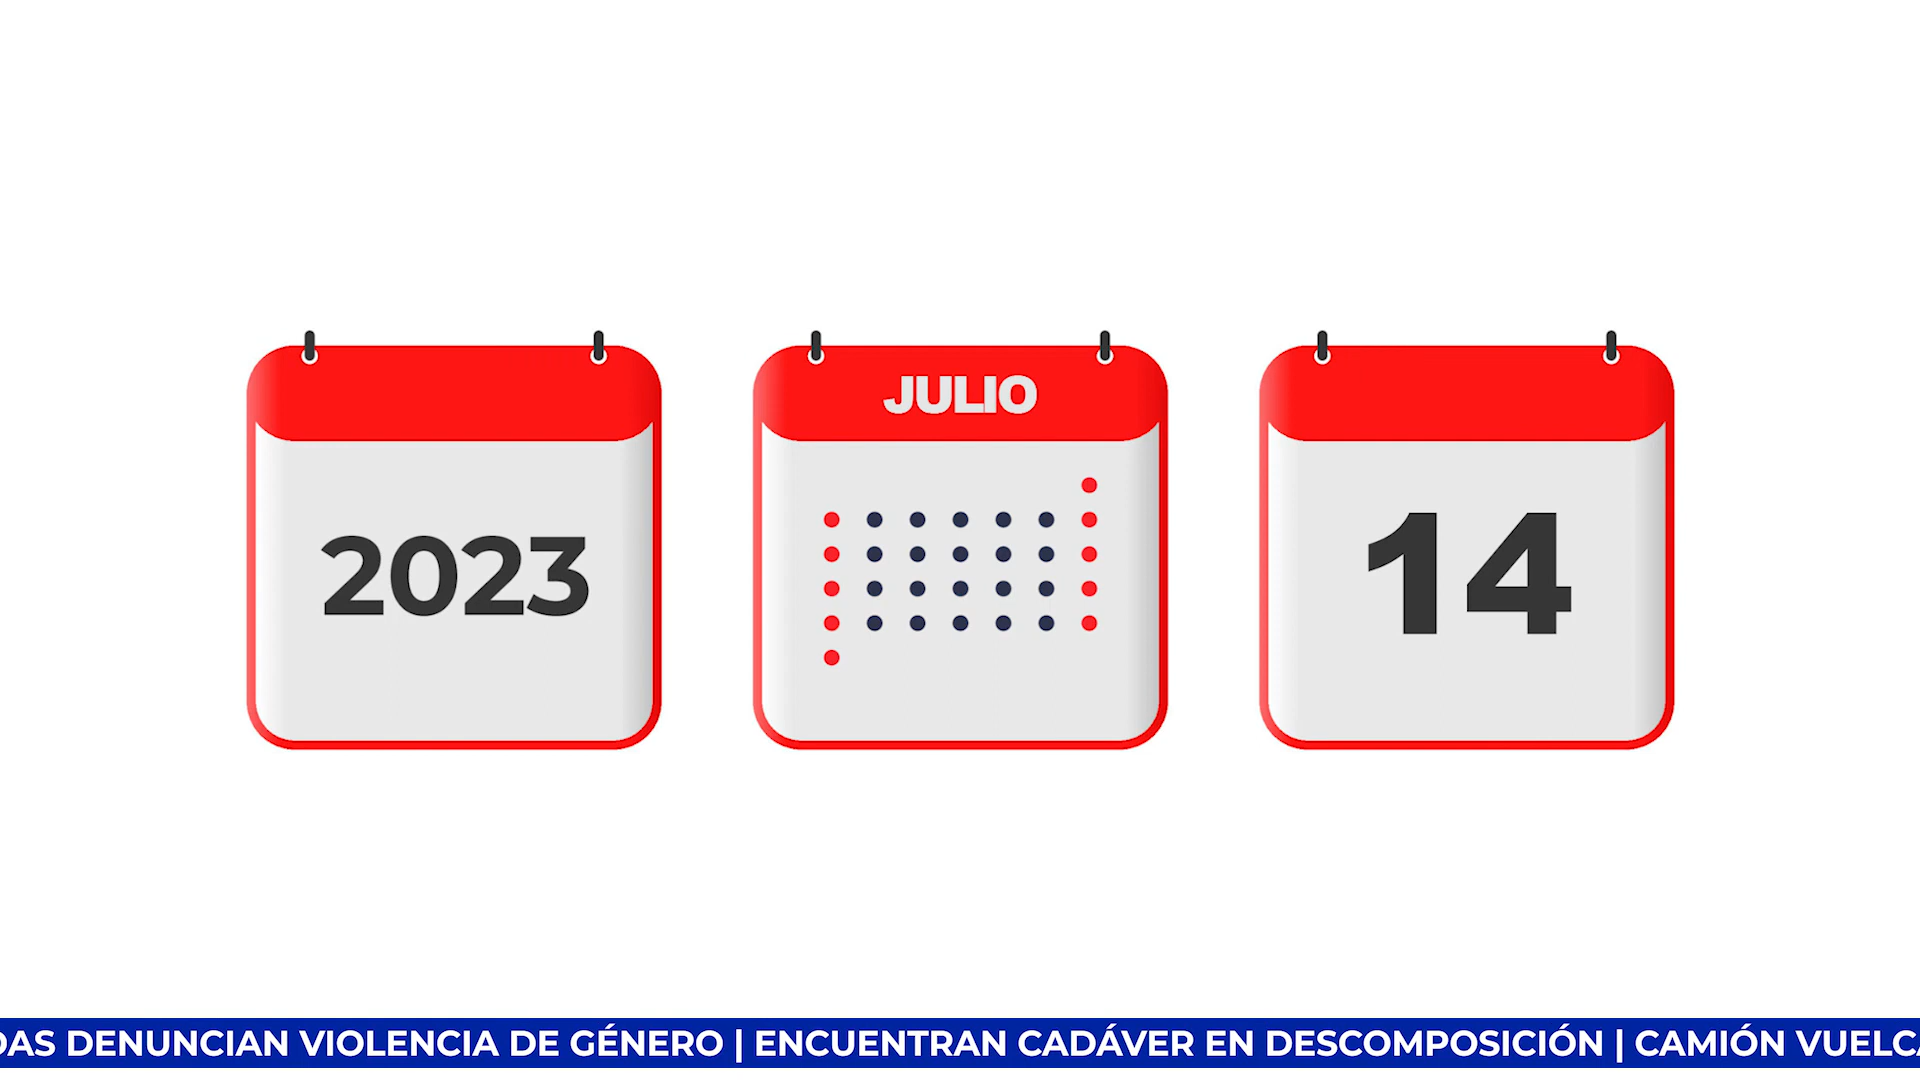 2023
JULIO
14
DENUNCIAN VIOLENCIA DE GÉNERO | ENCUENTRAN CADÁVER EN DESCOMPOSICIÓN | CAMIÓN